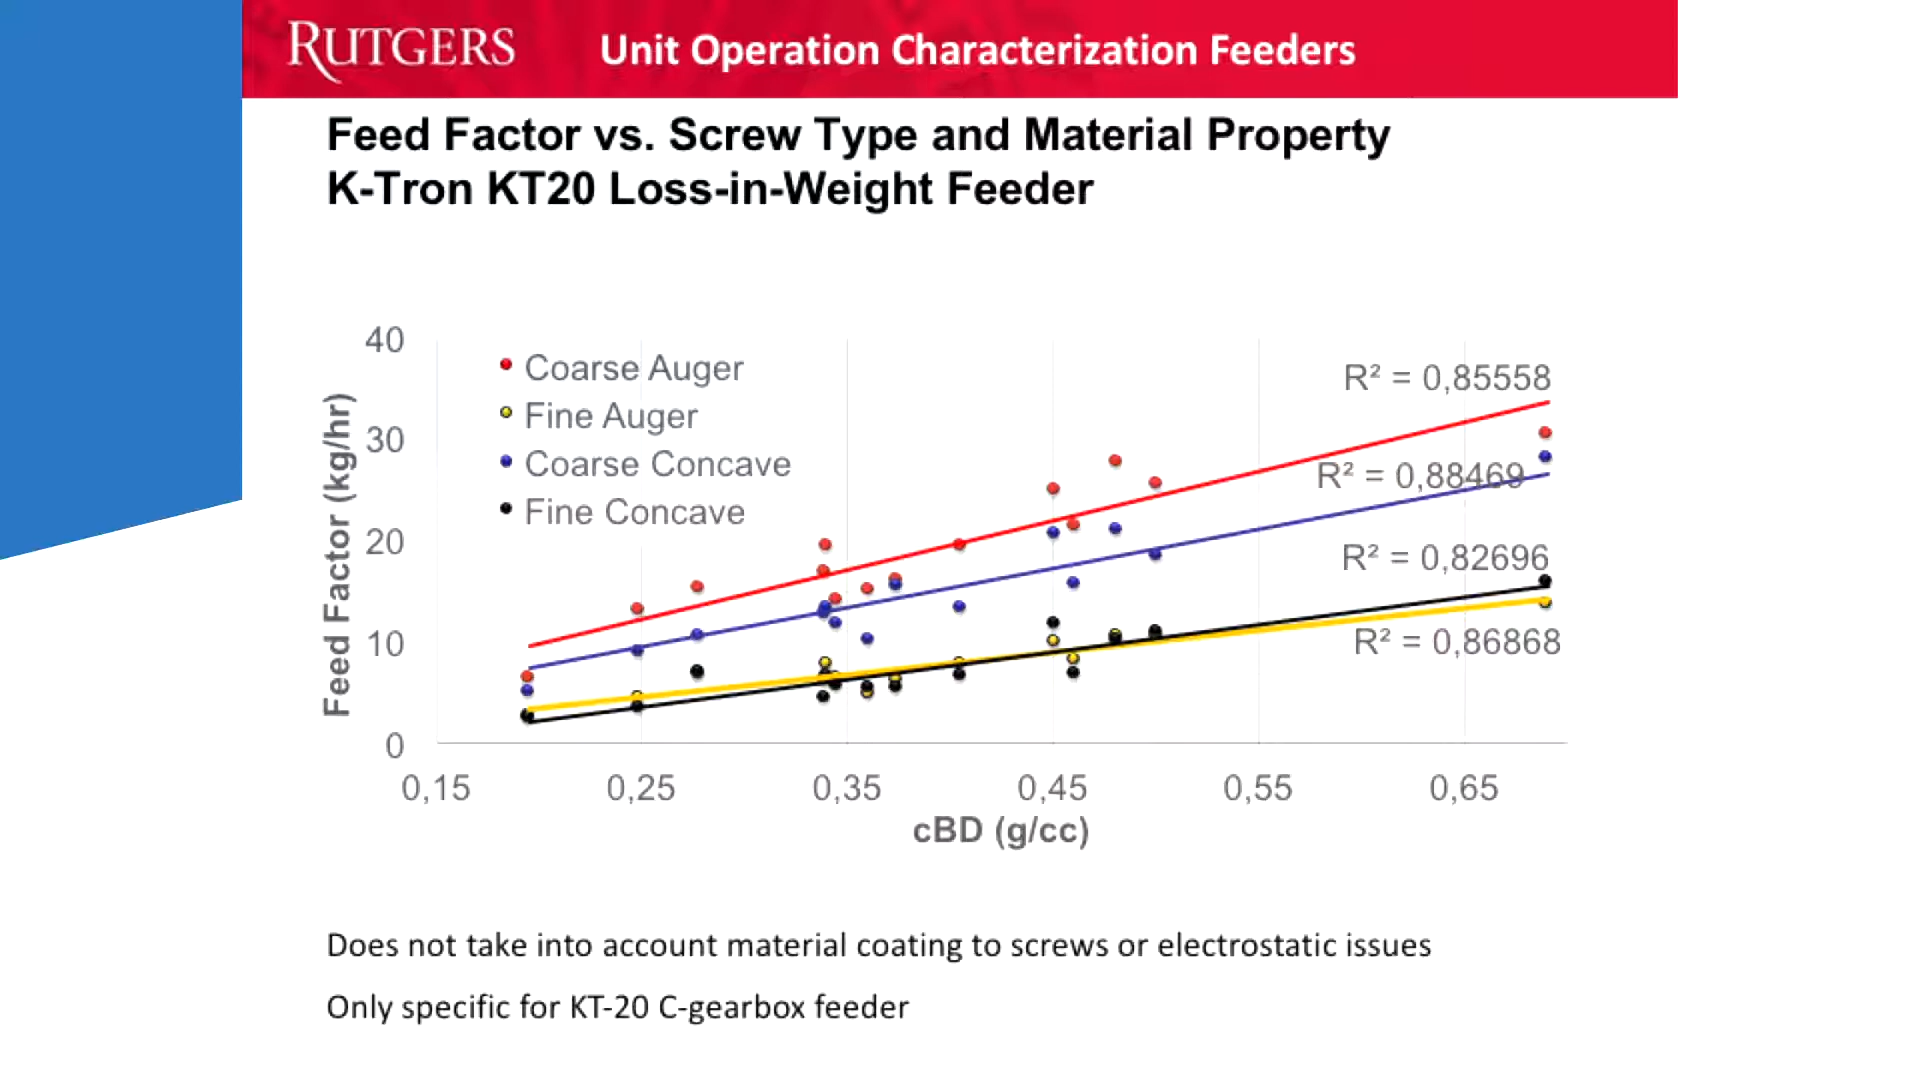 RUTGERS
Unit Operation Characterization Feeders
Feed Factor vs. Screw Type and Material Property
K-Tron KT20 Loss-in-Weight Feeder
Feed Factor (kg/hr)
40
30
20
10
0
Coarse Auger
Fine Auger
Coarse Concave
Fine Concave
R² = 0,85558
R² = 0,88469
R² = 0,82696
R² = 0,86868
0,15 0,25 0,35 0,45 0,55 0,65
cBD (g/cc)
Does not take into account material coating to screws or electrostatic issues
Only specific for KT-20 C-gearbox feeder